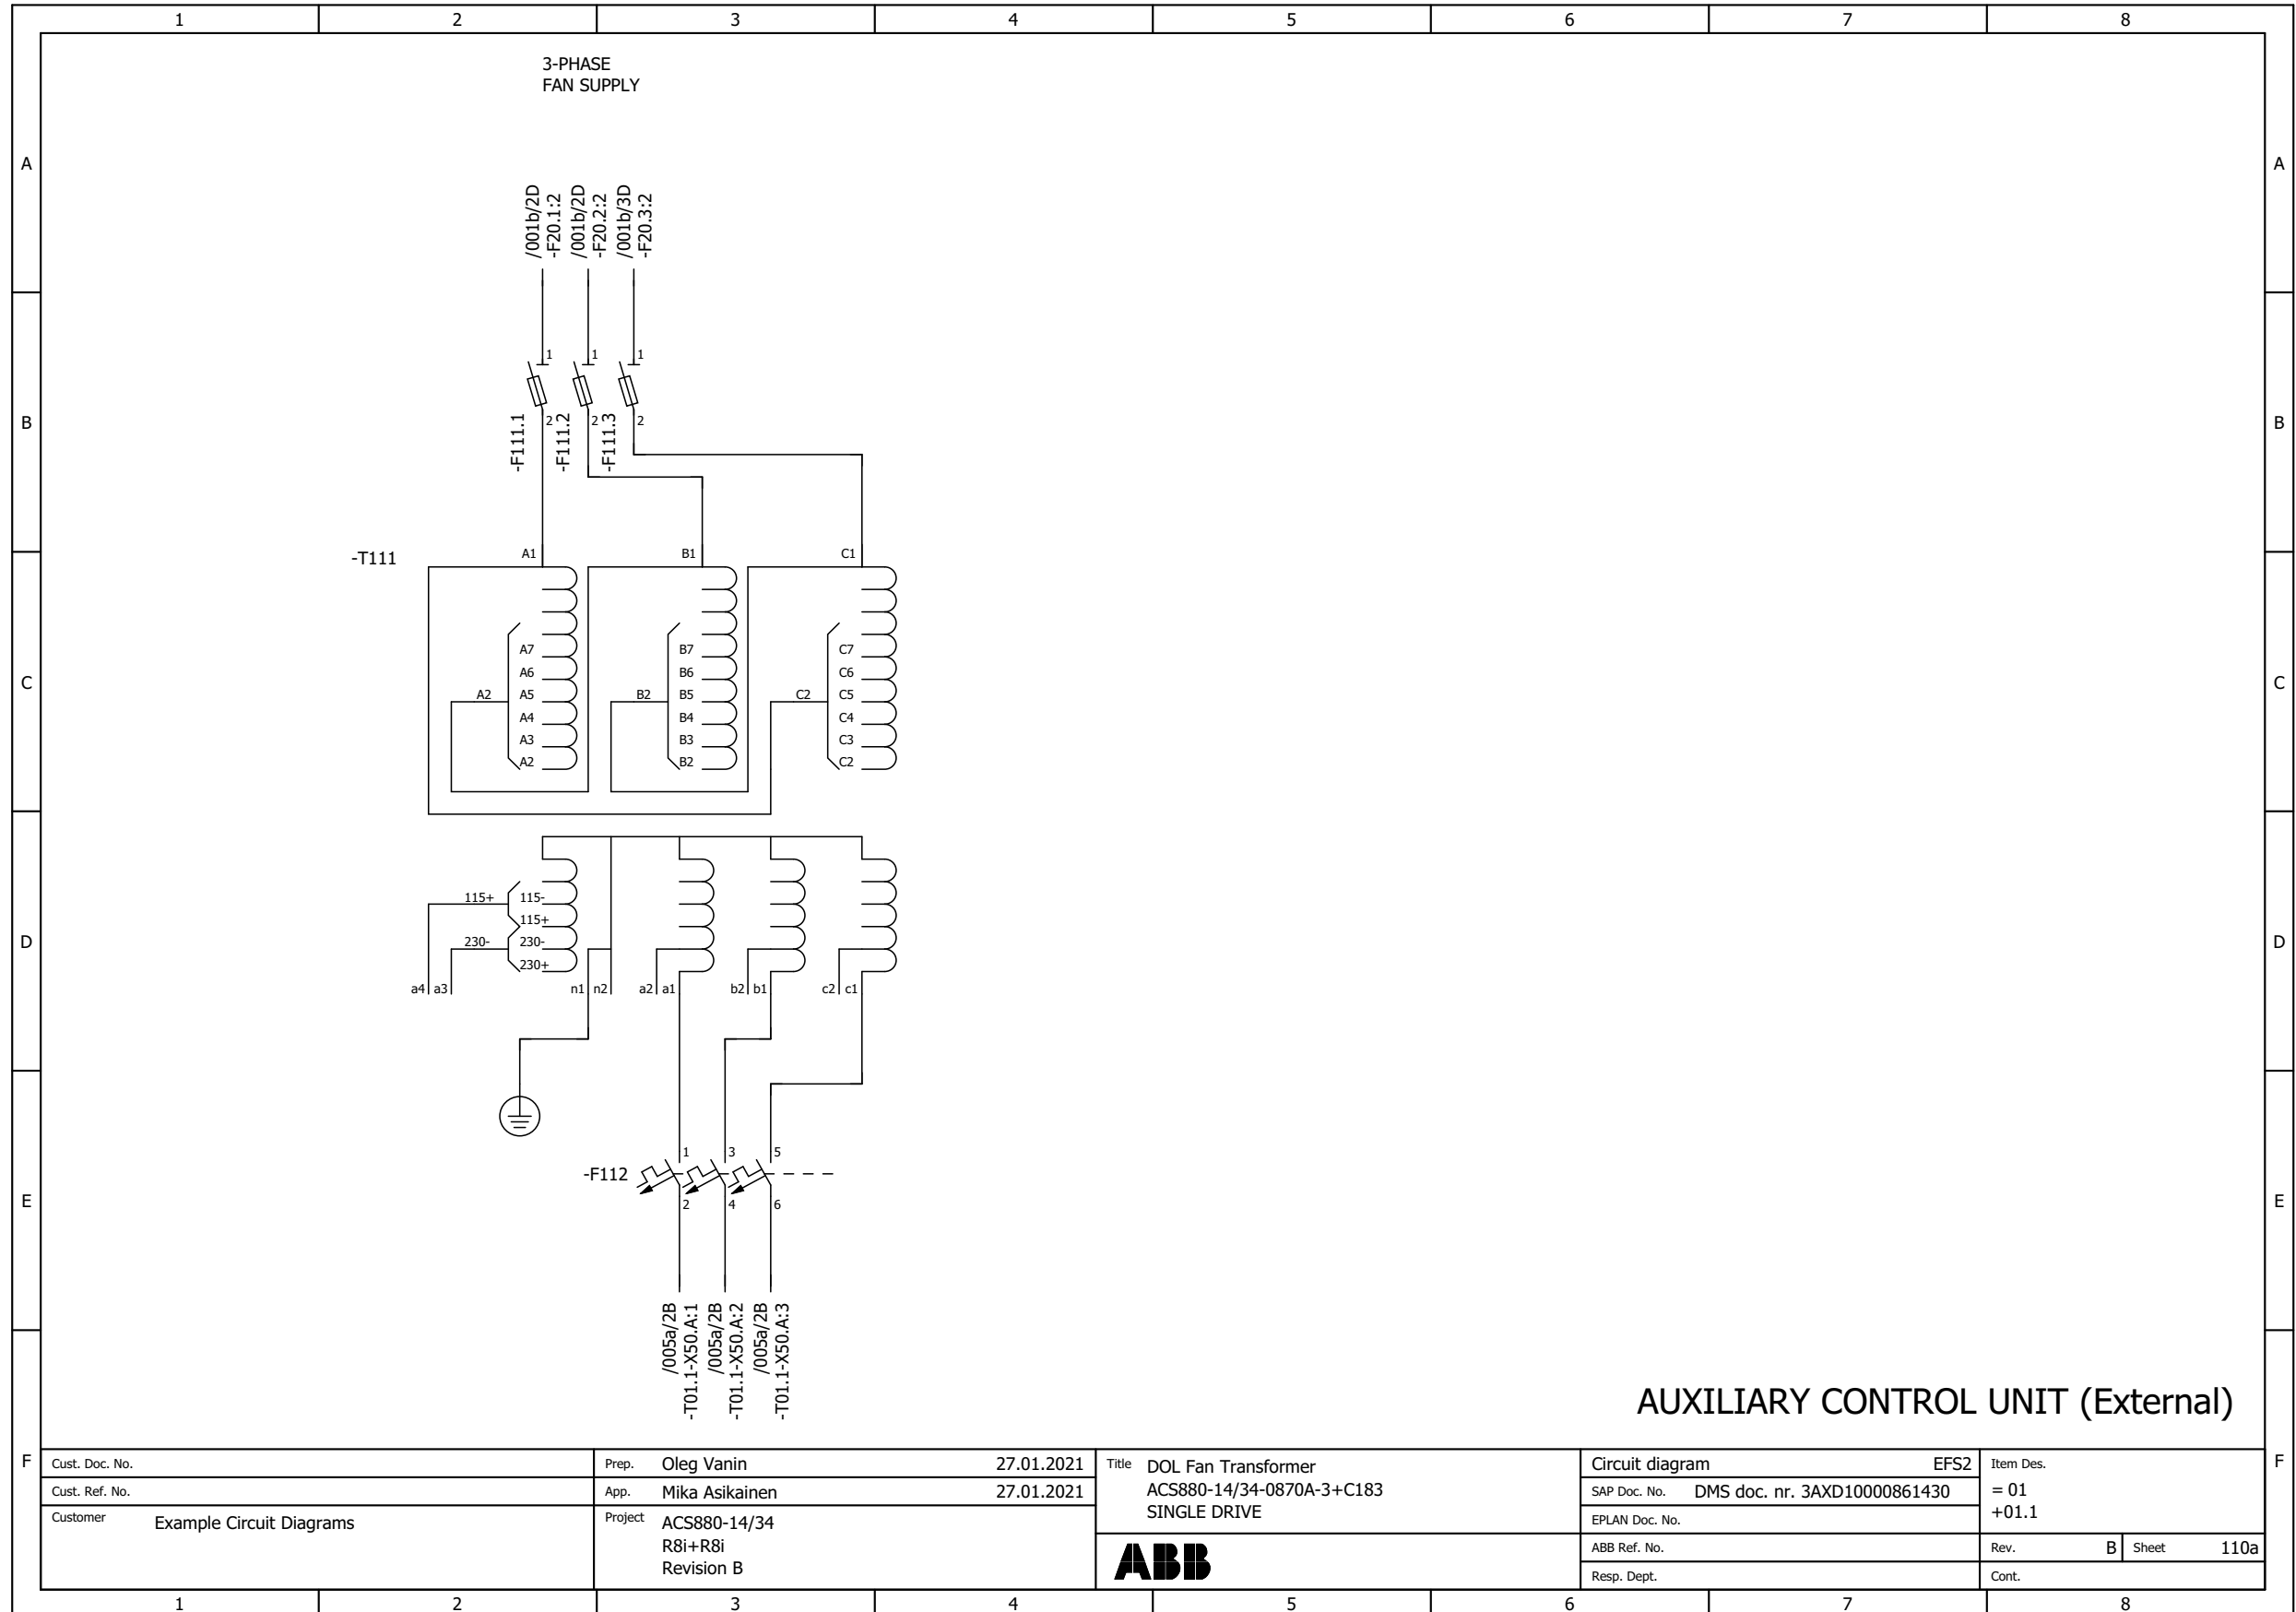 1 2 3 4 5 6 7 8
3-PHASE
FAN SUPPLY
A A
/001b/2D
-F20.1:2
/001b/2D
-F20.2:2
/001b/3D
-F20.3:2
1 1 1
B B
2 2 2
-F111.1
-F111.2
-F111.3
-T111
A1 B1 C1
A7 B7 C7
A6 B6 C6
C C
A2 A5 B2 B5 C2 C5
A4 B4 C4
A3 B3 C3
A2 B2 C2
115+ 115-
115+
D D
230- 230-
230+
a4 a3 n1 n2 a2 a1 b2 b1 c2 c1
1 3 5
-F112
E E
2 4 6
/005a/2B
-T01.1-X50.A:1
/005a/2B
-T01.1-X50.A:2
/005a/2B
-T01.1-X50.A:3
AUXILIARY CONTROL UNIT (External)
F F
Cust. Doc. No.
Cust. Ref. No.
Customer Example Circuit Diagrams
Prep. Oleg Vanin 27.01.2021
App. Mika Asikainen 27.01.2021
Project ACS880-14/34
R8i+R8i
Revision B
Title DOL Fan Transformer
ACS880-14/34-0870A-3+C183
SINGLE DRIVE
ABB
Circuit diagram EFS2
SAP Doc. No. DMS doc. nr. 3AXD10000861430
EPLAN Doc. No.
ABB Ref. No.
Resp. Dept.
Item Des.
= 01
+01.1
Rev. B Sheet 110a
Cont.
1 2 3 4 5 6 7 8